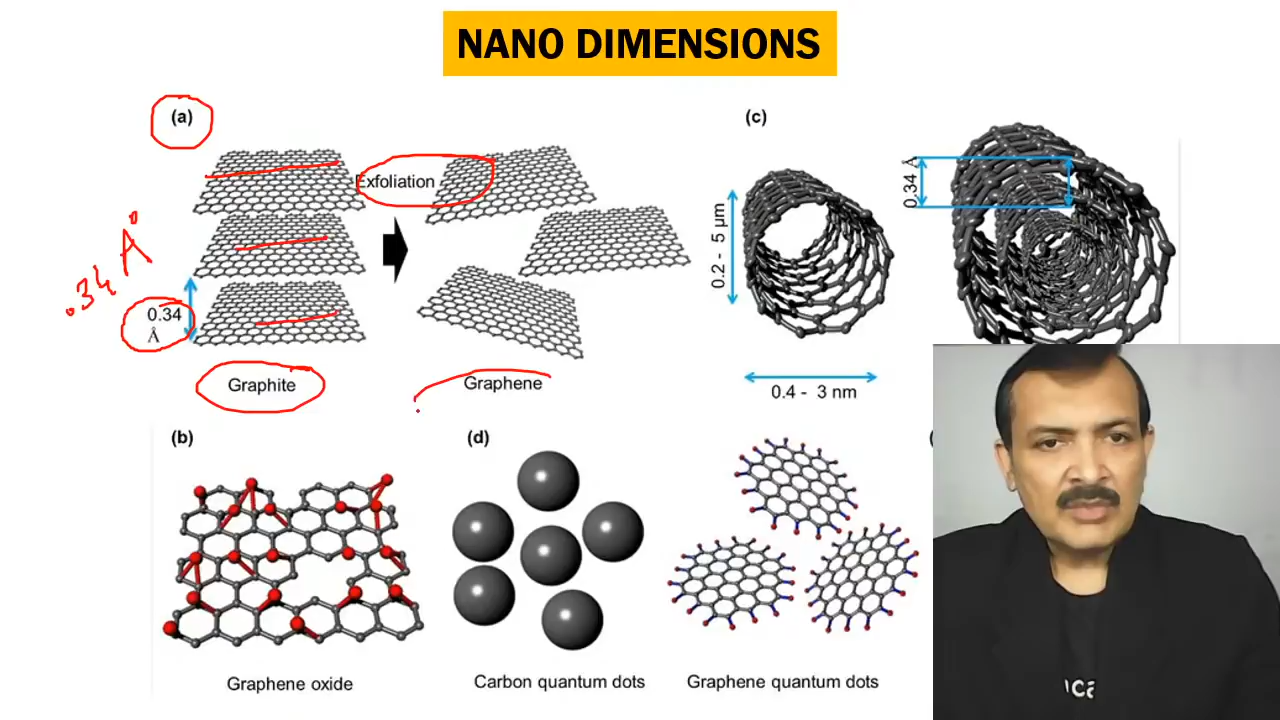 NANO DIMENSIONS
(a)
Exfoliation
.34 Å
0.34
Å
Graphite
Graphene
(c)
0.2 - 5 µm
0.34 Å
0.4 - 3 nm
(b)
Graphene oxide
(d)
Carbon quantum dots
Graphene quantum dots